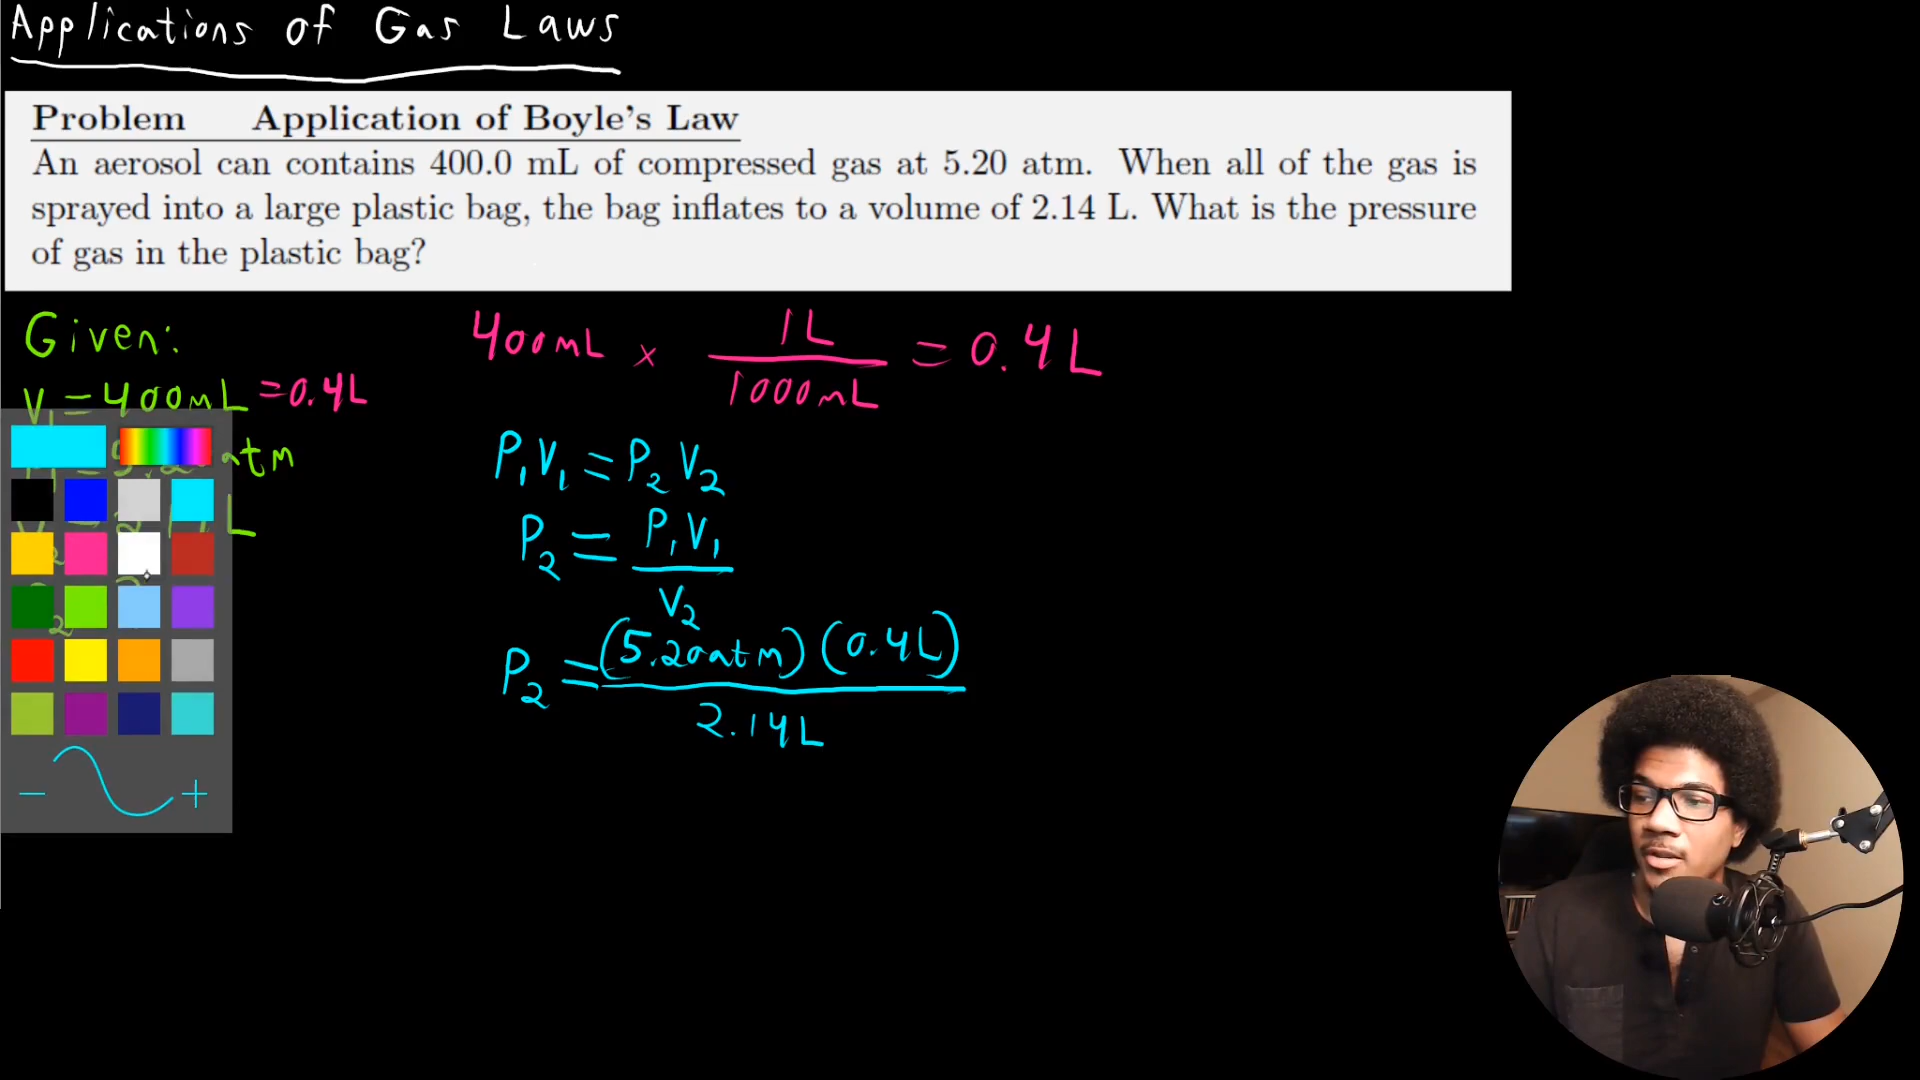 Applications of Gas Laws
Problem Application of Boyle's Law
An aerosol can contains 400.0 mL of compressed gas at 5.20 atm. When all of the gas is
sprayed into a large plastic bag, the bag inflates to a volume of 2.14 L. What is the pressure
of gas in the plastic bag?
Given:
V₁ = 400mL = 0.4L
atm
L
400mL × 1L / 1000mL = 0.4L
P₁V₁ = P₂V₂
P₂ = P₁V₁ / V₂
P₂ = (5.20atm)(0.4L) / 2.14L